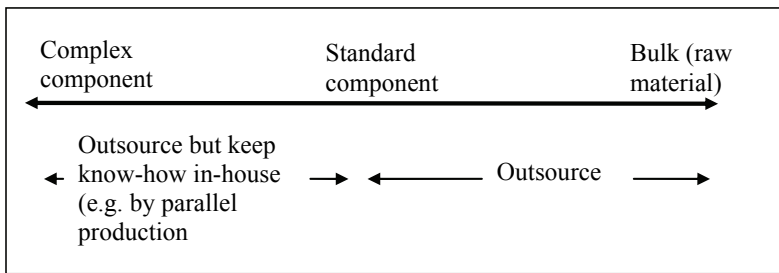 Complex
component
Standard
component
Bulk (raw
material)
Outsource but keep
know-how in-house
(e.g. by parallel
production
Outsource